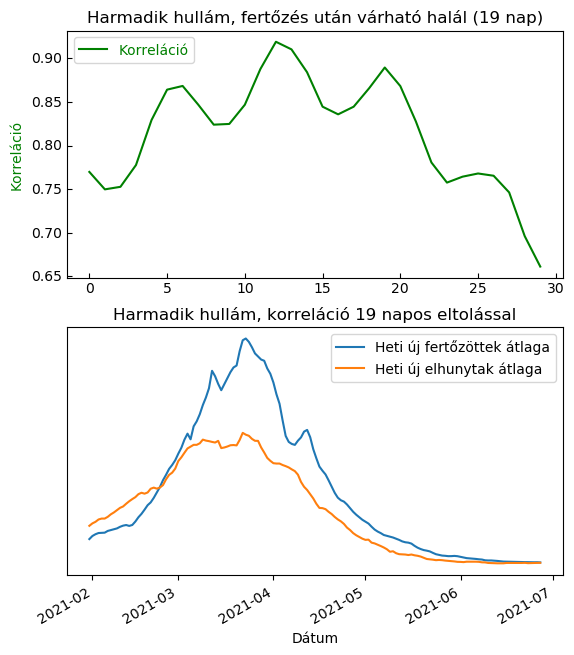 Harmadik hullám, fertőzés után várható halál (19 nap)
Korreláció
Korreláció
0.90
0.85
0.80
0.75
0.70
0.65
0 5 10 15 20 25 30
Harmadik hullám, korreláció 19 napos eltolással
Heti új fertőzöttek átlaga
Heti új elhunytak átlaga
2021-02 2021-03 2021-04 2021-05 2021-06 2021-07
Dátum